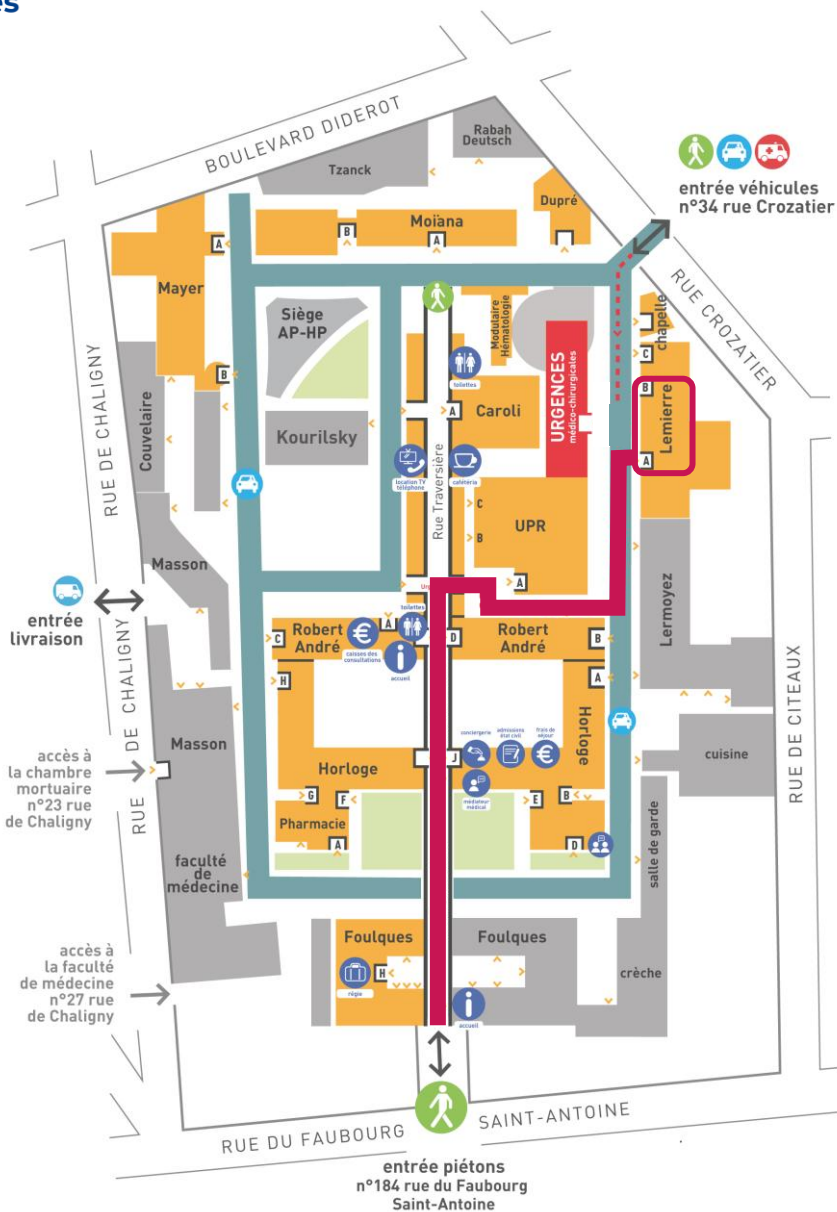 es
BOULEVARD DIDEROT
Rabah
Deutsch
Tzanck
Dupré
entrée véhicules
n°34 rue Crozatier
B
Moïana
A
A
Mayer
RUE CROZATIER
Siège
AP-HP
Modulaire
Hématologie
chapelle
C
toilettes
URGENCES
médico-chirurgicales
B
Lemierre
A
B
Couvelaire
RUE DE CHALIGNY
A
Caroli
Kourilsky
Rue Traversière
location TV
téléphone
cafétéria
C
UPR
B
A
Masson
Lermoyez
entrée
livraison
toilettes
C
Robert
André
€
caisses des
consultations
A
i
accueil
D
Robert
André
B
H
A
Horloge
RUE DE CHALIGNY
Masson
conciergerie
admissions
état civil
frais de
séjour
€
J
médiateur
médical
Horloge
cuisine
RUE DE CITEAUX
accès à
la chambre
mortuaire
n°23 rue
de Chaligny
G
F
E
B
Pharmacie
A
D
faculté
de
médecine
salle de garde
Foulques
Foulques
accès à
la faculté
de médecine
n°27 rue
de Chaligny
H
régie
i
accueil
crèche
RUE DU FAUBOURG SAINT-ANTOINE
entrée piétons
n°184 rue du Faubourg
Saint-Antoine